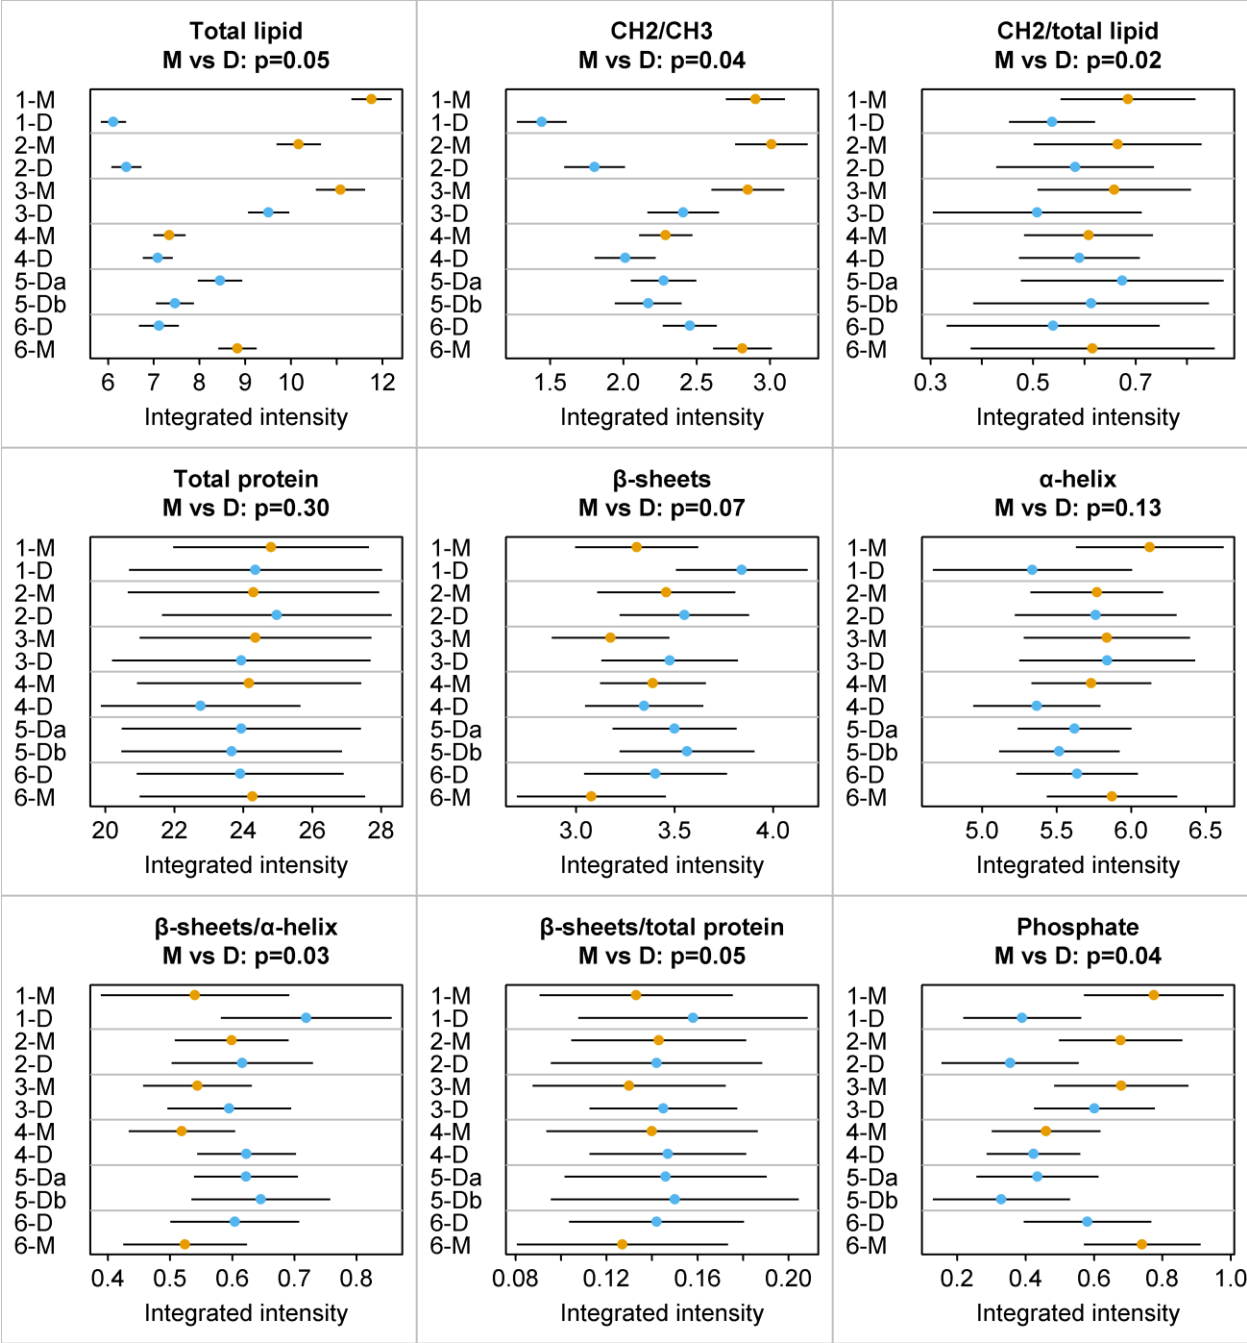 Total lipid
M vs D: p=0.05
1-M
1-D
2-M
2-D
3-M
3-D
4-M
4-D
5-Da
5-Db
6-D
6-M
6 7 8 9 10 12
Integrated intensity
CH2/CH3
M vs D: p=0.04
1-M
1-D
2-M
2-D
3-M
3-D
4-M
4-D
5-Da
5-Db
6-D
6-M
1.5 2.0 2.5 3.0
Integrated intensity
CH2/total lipid
M vs D: p=0.02
1-M
1-D
2-M
2-D
3-M
3-D
4-M
4-D
5-Da
5-Db
6-D
6-M
0.3 0.5 0.7
Integrated intensity
Total protein
M vs D: p=0.30
1-M
1-D
2-M
2-D
3-M
3-D
4-M
4-D
5-Da
5-Db
6-D
6-M
20 22 24 26 28
Integrated intensity
β-sheets
M vs D: p=0.07
1-M
1-D
2-M
2-D
3-M
3-D
4-M
4-D
5-Da
5-Db
6-D
6-M
3.0 3.5 4.0
Integrated intensity
α-helix
M vs D: p=0.13
1-M
1-D
2-M
2-D
3-M
3-D
4-M
4-D
5-Da
5-Db
6-D
6-M
5.0 5.5 6.0 6.5
Integrated intensity
β-sheets/α-helix
M vs D: p=0.03
1-M
1-D
2-M
2-D
3-M
3-D
4-M
4-D
5-Da
5-Db
6-D
6-M
0.4 0.5 0.6 0.7 0.8
Integrated intensity
β-sheets/total protein
M vs D: p=0.05
1-M
1-D
2-M
2-D
3-M
3-D
4-M
4-D
5-Da
5-Db
6-D
6-M
0.08 0.12 0.16 0.20
Integrated intensity
Phosphate
M vs D: p=0.04
1-M
1-D
2-M
2-D
3-M
3-D
4-M
4-D
5-Da
5-Db
6-D
6-M
0.2 0.4 0.6 0.8 1.0
Integrated intensity